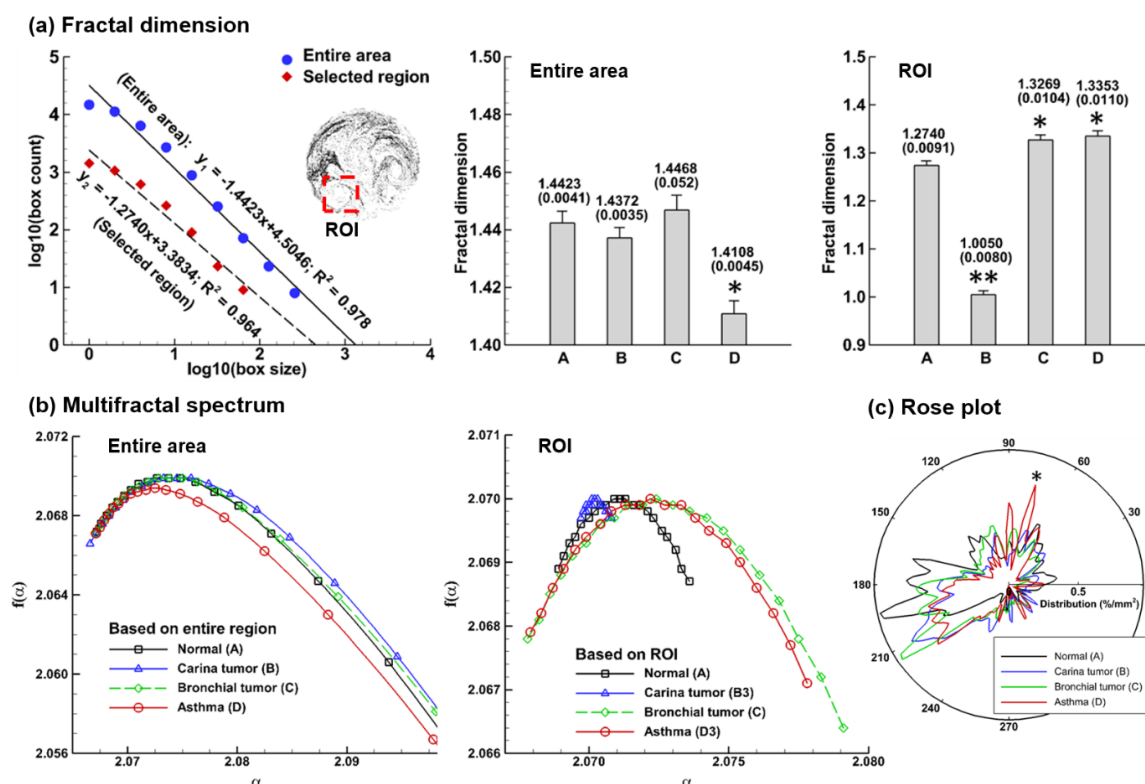 (a) Fractal dimension
Entire area
Selected region
(Entire area): y1 = -1.4423x+4.5046; R² = 0.978
y2 = -1.2740x+3.3834; R² = 0.964
(Selected region)
ROI
log10(box count)
5
4
3
2
1
0
0
1
2
3
4
log10(box size)
Entire area
Fractal dimension
1.50
1.48
1.46
1.44
1.42
1.40
1.4423
(0.0041)
1.4372
(0.0035)
1.4468
(0.052)
1.4108
(0.0045)
*
A B C D
ROI
Fractal dimension
1.5
1.4
1.3
1.2
1.1
1.0
0.9
1.2740
(0.0091)
1.0050
(0.0080)
**
1.3269
(0.0104)
*
1.3353
(0.0110)
*
A B C D
(b) Multifractal spectrum
Entire area
f(α)
2.072
2.068
2.064
2.060
2.056
Based on entire region
Normal (A)
Carina tumor (B)
Bronchial tumor (C)
Asthma (D)
2.07 2.08 2.09
α
ROI
f(α)
2.071
2.070
2.069
2.068
2.067
2.066
Based on ROI
Normal (A)
Carina tumor (B3)
Bronchial tumor (C)
Asthma (D3)
2.070 2.075 2.080
α
(c) Rose plot
90
120
60
*
150
30
180
0
0.5
Distribution (%/mm²)
210
240
270
Normal (A)
Carina tumor (B)
Bronchial tumor (C)
Asthma (D)